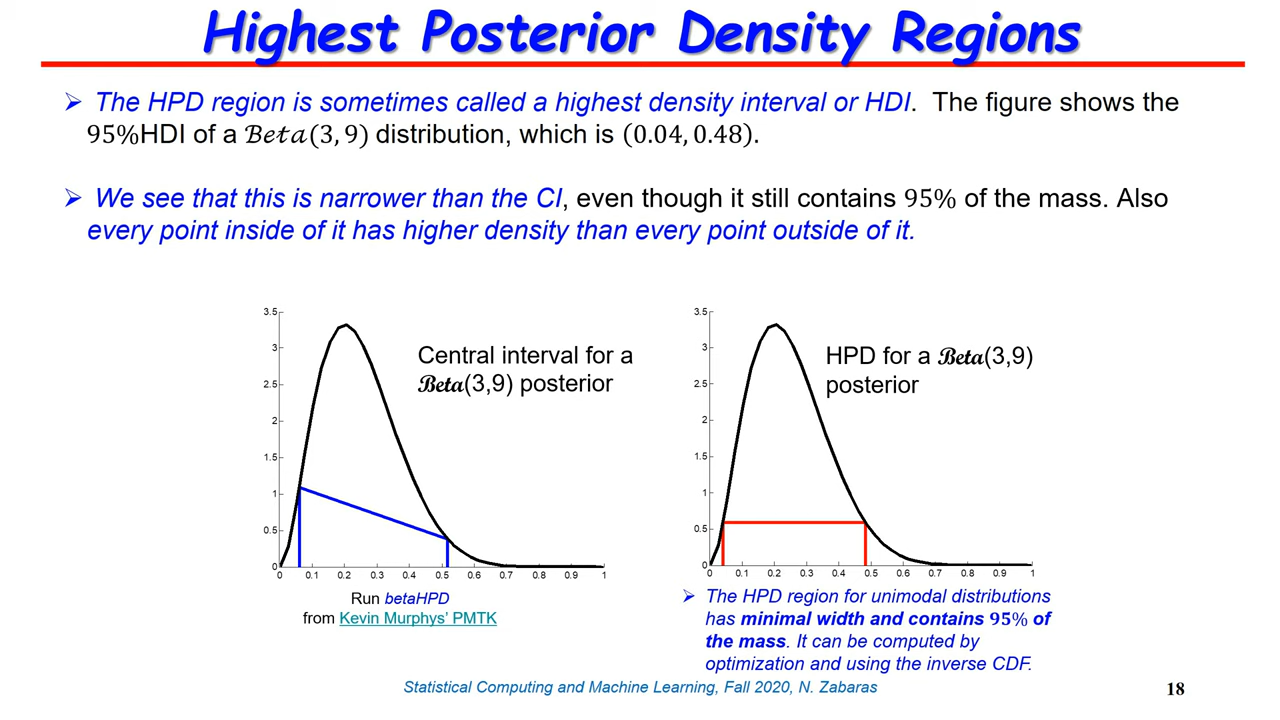 Highest Posterior Density Regions
➢ The HPD region is sometimes called a highest density interval or HDI. The figure shows the
95%HDI of a ℬℯ𝓉𝒶(3, 9) distribution, which is (0.04, 0.48).
➢ We see that this is narrower than the CI, even though it still contains 95% of the mass. Also
every point inside of it has higher density than every point outside of it.
3.5
3
2.5
2
1.5
1
0.5
0
0 0.1 0.2 0.3 0.4 0.5 0.6 0.7 0.8 0.9 1
Central interval for a
𝓑𝓮𝓽𝓪(3,9) posterior
Run betaHPD
from Kevin Murphys’ PMTK
3.5
3
2.5
2
1.5
1
0.5
0
0 0.1 0.2 0.3 0.4 0.5 0.6 0.7 0.8 0.9 1
HPD for a 𝓑𝓮𝓽𝓪(3,9)
posterior
➢ The HPD region for unimodal distributions
has minimal width and contains 95% of
the mass. It can be computed by
optimization and using the inverse CDF.
Statistical Computing and Machine Learning, Fall 2020, N. Zabaras
18